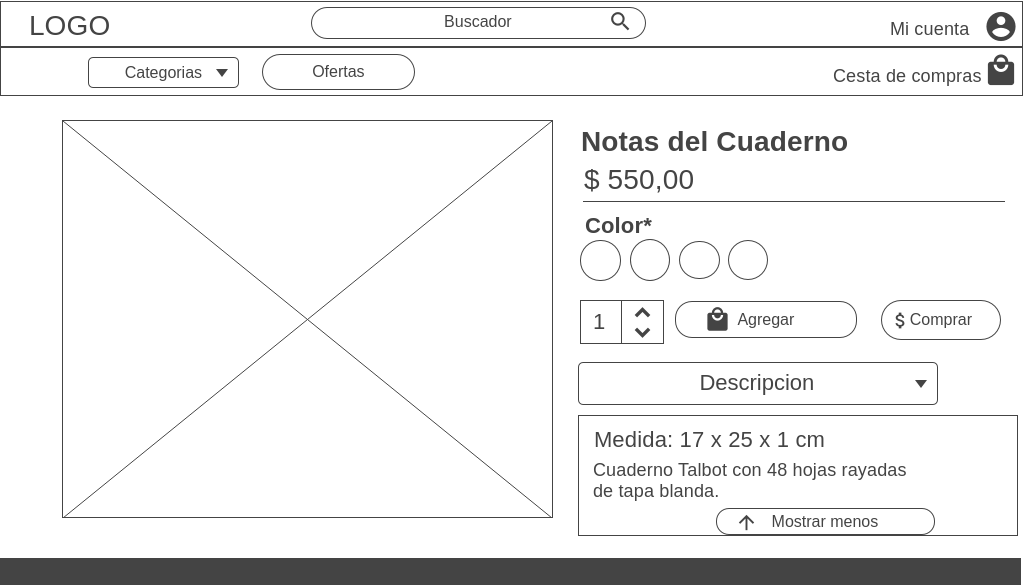 LOGO
Buscador
Mi cuenta
Categorias
Ofertas
Cesta de compras
Notas del Cuaderno
$ 550,00
Color*
1
Agregar
$ Comprar
Descripcion
Medida: 17 x 25 x 1 cm
Cuaderno Talbot con 48 hojas rayadas
de tapa blanda.
Mostrar menos